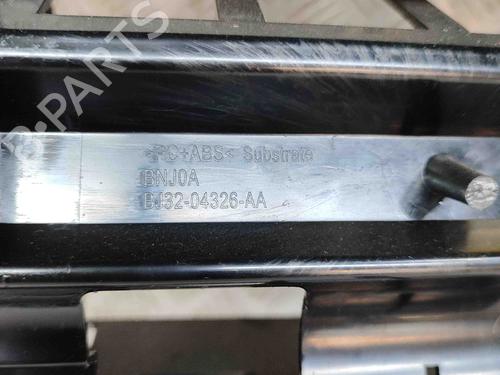 B-PARTS
>PC+ABS< Substrate
BNJ0A
BJ32-04326-AA